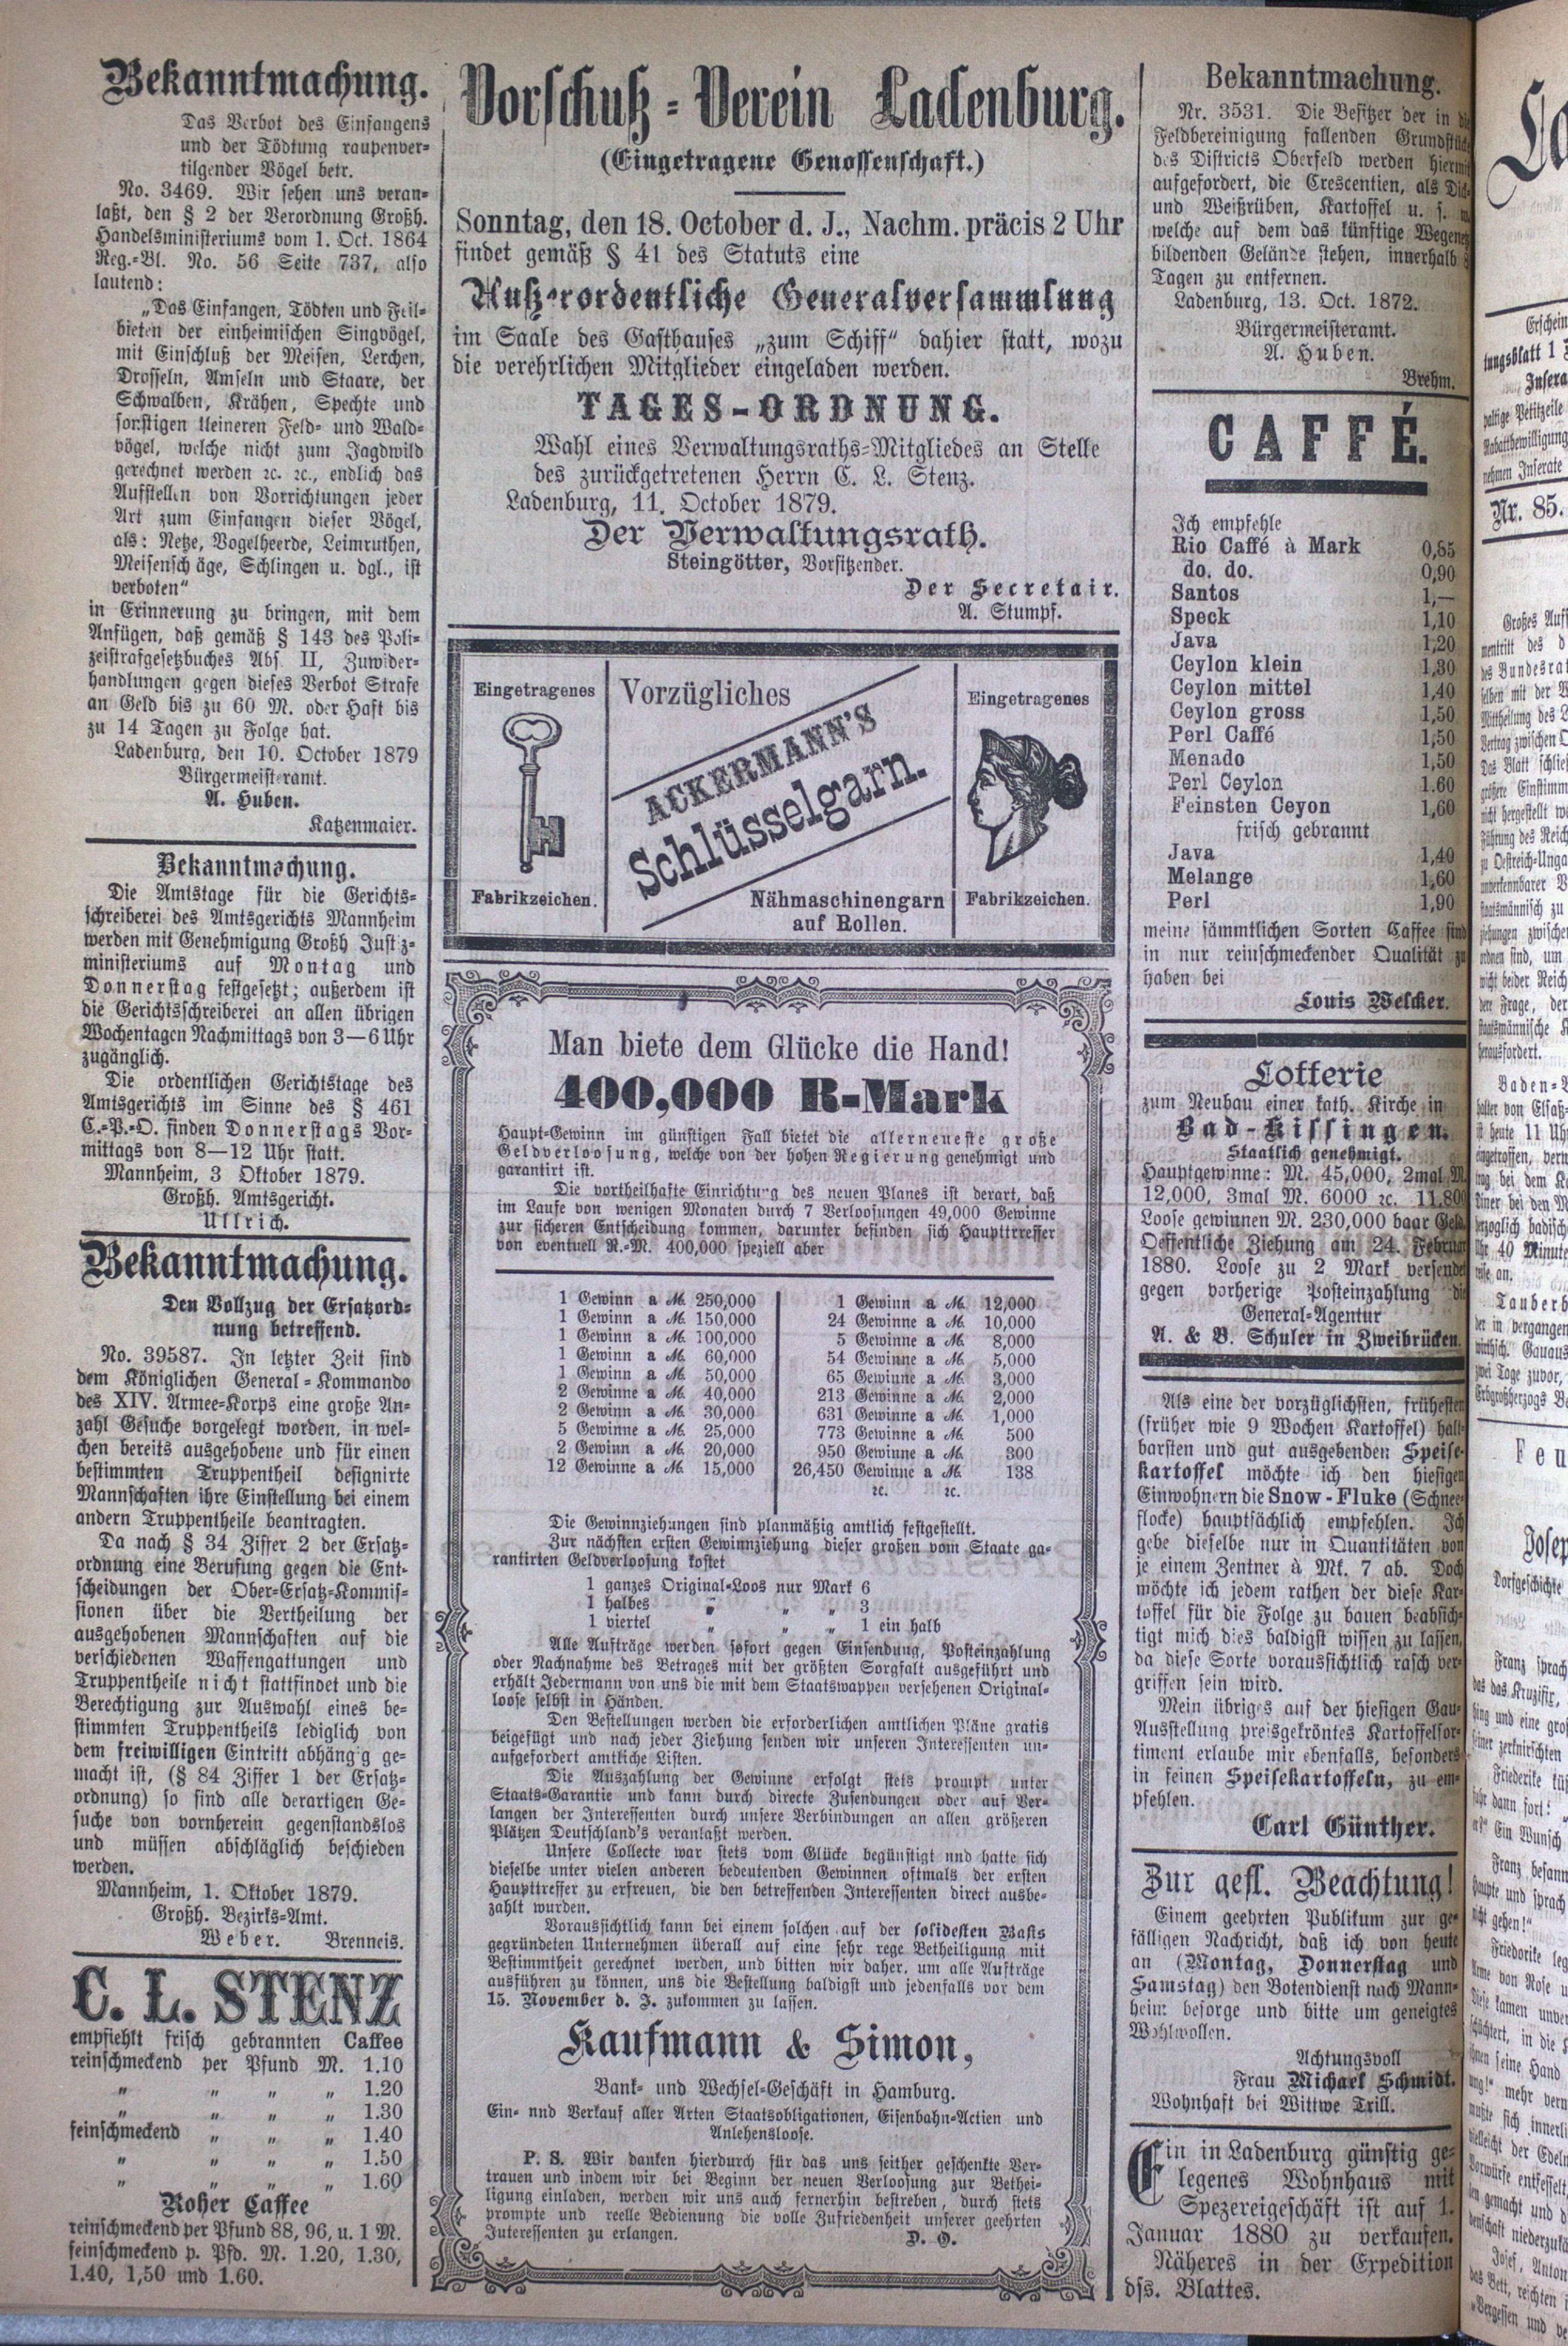 Bekanntmachung.
Das Verbot des Einfangens
und der Tödtung raupenver-
tilgender Vögel betr.
No. 3469. Wir sehen uns veran-
laßt, den § 2 der Verordnung Großh.
Handelsministeriums vom 1. Oct. 1864
Reg.-Bl. No. 56 Seite 737, also
lautend:
„Das Einfangen, Tödten und Feil-
bieten der einheimischen Singvögel,
mit Einschluß der Meisen, Lerchen,
Drosseln, Amseln und Staare, der
Schwalben, Krähen, Spechte und
sonstigen kleineren Feld- und Wald-
vögel, welche nicht zum Jagdwild
gerechnet werden ꝛc. ꝛc., endlich das
Aufstellen von Vorrichtungen jeder
Art zum Einfangen dieser Vögel,
als: Netze, Vogelheerde, Leimruthen,
Meisensch äge, Schlingen u. dgl., ist
verboten“
in Erinnerung zu bringen, mit dem
Anfügen, daß gemäß § 143 des Poli-
zeistrafgesetzbuches Abs. II, Zuwider-
handlungen gegen dieses Verbot Strafe
an Geld bis zu 60 M. oder Haft bis
zu 14 Tagen zu Folge hat.
Ladenburg, den 10. October 1879
Bürgermeisteramt.
A. Huben.
Katzenmaier.
Bekanntmachung.
Die Amtstage für die Gerichts-
schreiberei des Amtsgerichts Mannheim
werden mit Genehmigung Großh Justiz-
ministeriums auf Montag und
Donnerstag festgesetzt; außerdem ist
die Gerichtsschreiberei an allen übrigen
Wochentagen Nachmittags von 3—6 Uhr
zugänglich.
Die ordentlichen Gerichtstage des
Amtsgerichts im Sinne des § 461
C.-P.-O. finden Donnerstags Vor-
mittags von 8—12 Uhr statt.
Mannheim, 3 Oktober 1879.
Großh. Amtsgericht.
Ullrich.
Bekanntmachung.
Den Vollzug der Ersatzord-
nung betreffend.
No. 39587. In letzter Zeit sind
dem Königlichen General-Kommando
des XIV. Armee-Korps eine große An-
zahl Gesuche vorgelegt worden, in wel-
chen bereits ausgehobene und für einen
bestimmten Truppentheil designirte
Mannschaften ihre Einstellung bei einem
andern Truppentheile beantragten.
Da nach § 34 Ziffer 2 der Ersatz-
ordnung eine Berufung gegen die Ent-
scheidungen der Ober-Ersatz-Kommis-
sionen über die Vertheilung der
ausgehobenen Mannschaften auf die
verschiedenen Waffengattungen und
Truppentheile nicht stattfindet und die
Berechtigung zur Auswahl eines be-
stimmten Truppentheils lediglich von
dem freiwilligen Eintritt abhäng'g ge-
macht ist, (§ 84 Ziffer 1 der Ersatz-
ordnung) so sind alle derartigen Ge-
suche von vornherein gegenstandslos
und müssen abschläglich beschieden
werden.
Mannheim, 1. Oktober 1879.
Großh. Bezirks-Amt.
Weber. Brenneis.
C. L. STENZ
empfiehlt frisch gebrannten Caffee
reinschmeckend per Pfund M. 1.10
„ „ „ „ 1.20
„ „ „ „ 1.30
feinschmeckend „ „ „ 1.40
„ „ „ „ 1.50
„ „ „ „ 1.60
Roher Caffee
reinschmeckend per Pfund 88, 96, u. 1 M.
feinschmeckend p. Pfd. M. 1.20, 1.30,
1.40, 1,50 und 1.60.
Vorschuß-Verein Ladenburg.
(Eingetragene Genossenschaft.)
Sonntag, den 18. October d. J., Nachm. präcis 2 Uhr
findet gemäß § 41 des Statuts eine
Außerordentliche Generalversammlung
im Saale des Gasthauses „zum Schiff“ dahier statt, wozu
die verehrlichen Mitglieder eingeladen werden.
TAGES-ORDNUNG.
Wahl eines Verwaltungsraths-Mitgliedes an Stelle
des zurückgetretenen Herrn C. L. Stenz.
Ladenburg, 11. October 1879.
Der Verwaltungsrath.
Steingötter, Vorsitzender.
Der Secretair.
A. Stumpf.
Eingetragenes
Fabrikzeichen.
Vorzügliches
ACKERMANN'S
Schlüsselgarn.
Nähmaschinengarn
auf Rollen.
Eingetragenes
Fabrikzeichen.
Man biete dem Glücke die Hand!
400,000 R-Mark
Haupt-Gewinn im günstigen Fall bietet die allerneueste große
Geldverloosung, welche von der hohen Regierung genehmigt und
garantirt ist.
Die vortheilhafte Einrichtung des neuen Planes ist derart, daß
im Laufe von wenigen Monaten durch 7 Verloosungen 49,000 Gewinne
zur sicheren Entscheidung kommen, darunter befinden sich Haupttreffer
von eventuell R.-M. 400,000 speziell aber
1 Gewinn a M. 250,000
1 Gewinn a M. 150,000
1 Gewinn a M. 100,000
1 Gewinn a M. 60,000
1 Gewinn a M. 50,000
2 Gewinne a M. 40,000
2 Gewinn a M. 30,000
5 Gewinne a M. 25,000
2 Gewinn a M. 20,000
12 Gewinne a M. 15,000
1 Gewinn a M. 12,000
24 Gewinne a M. 10,000
5 Gewinne a M. 8,000
54 Gewinne a M. 5,000
65 Gewinne a M. 3,000
213 Gewinne a M. 2,000
631 Gewinne a M. 1,000
773 Gewinne a M. 500
950 Gewinne a M. 300
26,450 Gewinne a M. 138
ꝛc. ꝛc.
Die Gewinnziehungen sind planmäßig amtlich festgestellt.
Zur nächsten ersten Gewinnziehung dieser großen vom Staate ga-
rantirten Geldverloosung kostet
1 ganzes Original-Loos nur Mark 6
1 halbes „ „ „ 3
1 viertel „ „ „ 1 ein halb
Alle Aufträge werden sofort gegen Einsendung, Posteinzahlung
oder Nachnahme des Betrages mit der größten Sorgfalt ausgeführt und
erhält Jedermann von uns die mit dem Staatswappen versehenen Original-
loose selbst in Händen.
Den Bestellungen werden die erforderlichen amtlichen Pläne gratis
beigefügt und nach jeder Ziehung senden wir unseren Interessenten un-
aufgefordert amtliche Listen.
Die Auszahlung der Gewinne erfolgt stets prompt unter
Staats-Garantie und kann durch directe Zusendungen oder auf Ver-
langen der Interessenten durch unsere Verbindungen an allen größeren
Plätzen Deutschland's veranlaßt werden.
Unsere Collecte war stets vom Glücke begünstigt und hatte sich
dieselbe unter vielen anderen bedeutenden Gewinnen oftmals der ersten
Haupttreffer zu erfreuen, die den betreffenden Interessenten direct ausbe-
zahlt wurden.
Voraussichtlich kann bei einem solchen auf der solidesten Basis
gegründeten Unternehmen überall auf eine sehr rege Betheiligung mit
Bestimmtheit gerechnet werden, und bitten wir daher, um alle Aufträge
ausführen zu können, uns die Bestellung baldigst und jedenfalls vor dem
15. November d. J. zukommen zu lassen.
Kaufmann & Simon,
Bank- und Wechsel-Geschäft in Hamburg.
Ein- nnd Verkauf aller Arten Staatsobligationen, Eisenbahn-Actien und
Anlehensloose.
P. S. Wir danken hierdurch für das uns seither geschenkte Ver-
trauen und indem wir bei Beginn der neuen Verloosung zur Bethei-
ligung einladen, werden wir uns auch fernerhin bestreben, durch stets
prompte und reelle Bedienung die volle Zufriedenheit unserer geehrten
Interessenten zu erlangen. D. O.
Bekanntmachung.
Nr. 3531. Die Besitzer der in die
Feldbereinigung fallenden Grundstücke
des Districts Oberfeld werden hiermit
aufgefordert, die Crescentien, als Dick-
und Weißrüben, Kartoffel u. s. w.
welche auf dem das künftige Wegenetz
bildenden Gelände stehen, innerhalb 8
Tagen zu entfernen.
Ladenburg, 13. Oct. 1872.
Bürgermeisteramt.
A. Huben.
Brehm.
CAFFÉ.
Ich empfehle
Rio Caffé à Mark 0,85
do. do. 0,90
Santos 1,—
Speck 1,10
Java 1,20
Ceylon klein 1,30
Ceylon mittel 1,40
Ceylon gross 1,50
Perl Caffé 1,50
Menado 1,50
Perl Ceylon 1.60
Feinsten Ceyon 1,60
frisch gebrannt
Java 1,40
Melange 1,60
Perl 1,90
meine sämmtlichen Sorten Caffee sind
in nur reinschmeckender Qualität zu
haben bei
Louis Welcker.
Lotterie
zum Neubau einer kath. Kirche in
Bad-Kissingen.
Staatlich genehmigt.
Hauptgewinne: M. 45,000, 2mal M.
12,000, 3mal M. 6000 ꝛc. 11,800
Loose gewinnen M. 230,000 baar Geld.
Oeffentliche Ziehung am 24. Februar
1880. Loose zu 2 Mark versendet
gegen vorherige Posteinzahlung die
General-Agentur
A. & B. Schuler in Zweibrücken.
Als eine der vorzüglichsten, frühesten
(früher wie 9 Wochen Kartoffel) halt-
barsten und gut ausgebenden Speise-
kartoffel möchte ich den hiesigen
Einwohnern die Snow-Fluke (Schnee-
flocke) hauptsächlich empfehlen. Ich
gebe dieselbe nur in Quantitäten von
je einem Zentner à Mk. 7 ab. Doch
möchte ich jedem rathen der diese Kar-
toffel für die Folge zu bauen beabsich-
tigt mich dies baldigst wissen zu lassen,
da diese Sorte voraussichtlich rasch ver-
griffen sein wird.
Mein übriges auf der hiesigen Gau-
Ausstellung preisgekröntes Kartoffelsor-
timent erlaube mir ebenfalls, besonders
in feinen Speisekartoffeln, zu em-
pfehlen.
Carl Günther.
Zur gefl. Beachtung!
Einem geehrten Publikum zur ge-
fälligen Nachricht, daß ich von heute
an (Montag, Donnerstag und
Samstag) den Botendienst nach Mann-
heim besorge und bitte um geneigtes
Wohlwollen.
Achtungsvoll
Frau Michael Schmidt.
Wohnhaft bei Wittwe Trill.
Ein in Ladenburg günstig ge-
legenes Wohnhaus mit
Spezereigeschäft ist auf 1.
Januar 1880 zu verkaufen.
Näheres in der Expedition
dss. Blattes.
Nr. 85.